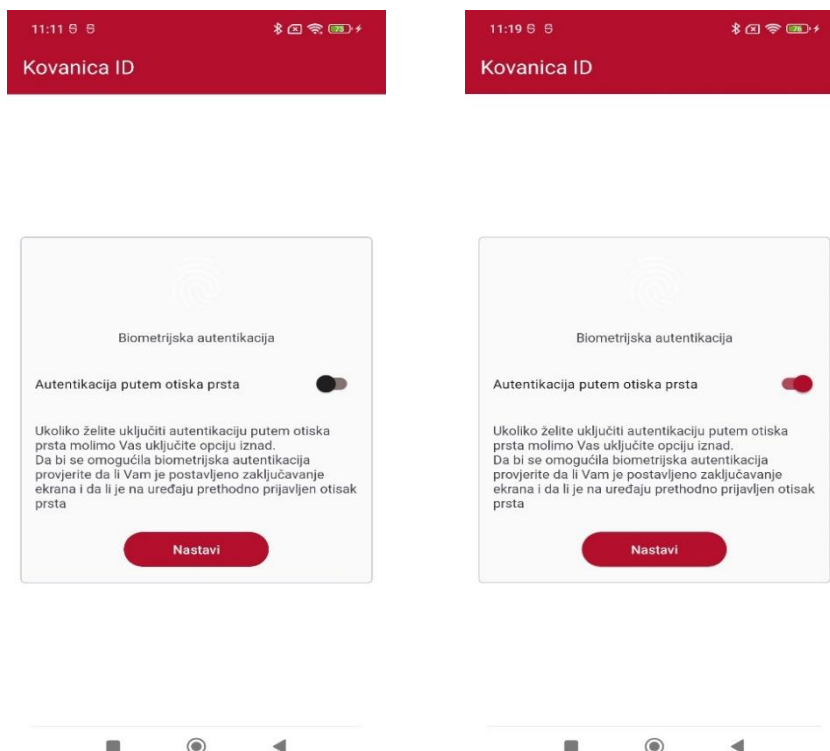 11:11
75
Kovanica ID
Biometrijska autentikacija
Autentikacija putem otiska prsta
Ukoliko želite uključiti autentikaciju putem otiska
prsta molimo Vas uključite opciju iznad.
Da bi se omogućila biometrijska autentikacija
provjerite da li Vam je postavljeno zaključavanje
ekrana i da li je na uređaju prethodno prijavljen otisak
prsta
Nastavi
11:19
76
Kovanica ID
Biometrijska autentikacija
Autentikacija putem otiska prsta
Ukoliko želite uključiti autentikaciju putem otiska
prsta molimo Vas uključite opciju iznad.
Da bi se omogućila biometrijska autentikacija
provjerite da li Vam je postavljeno zaključavanje
ekrana i da li je na uređaju prethodno prijavljen otisak
prsta
Nastavi